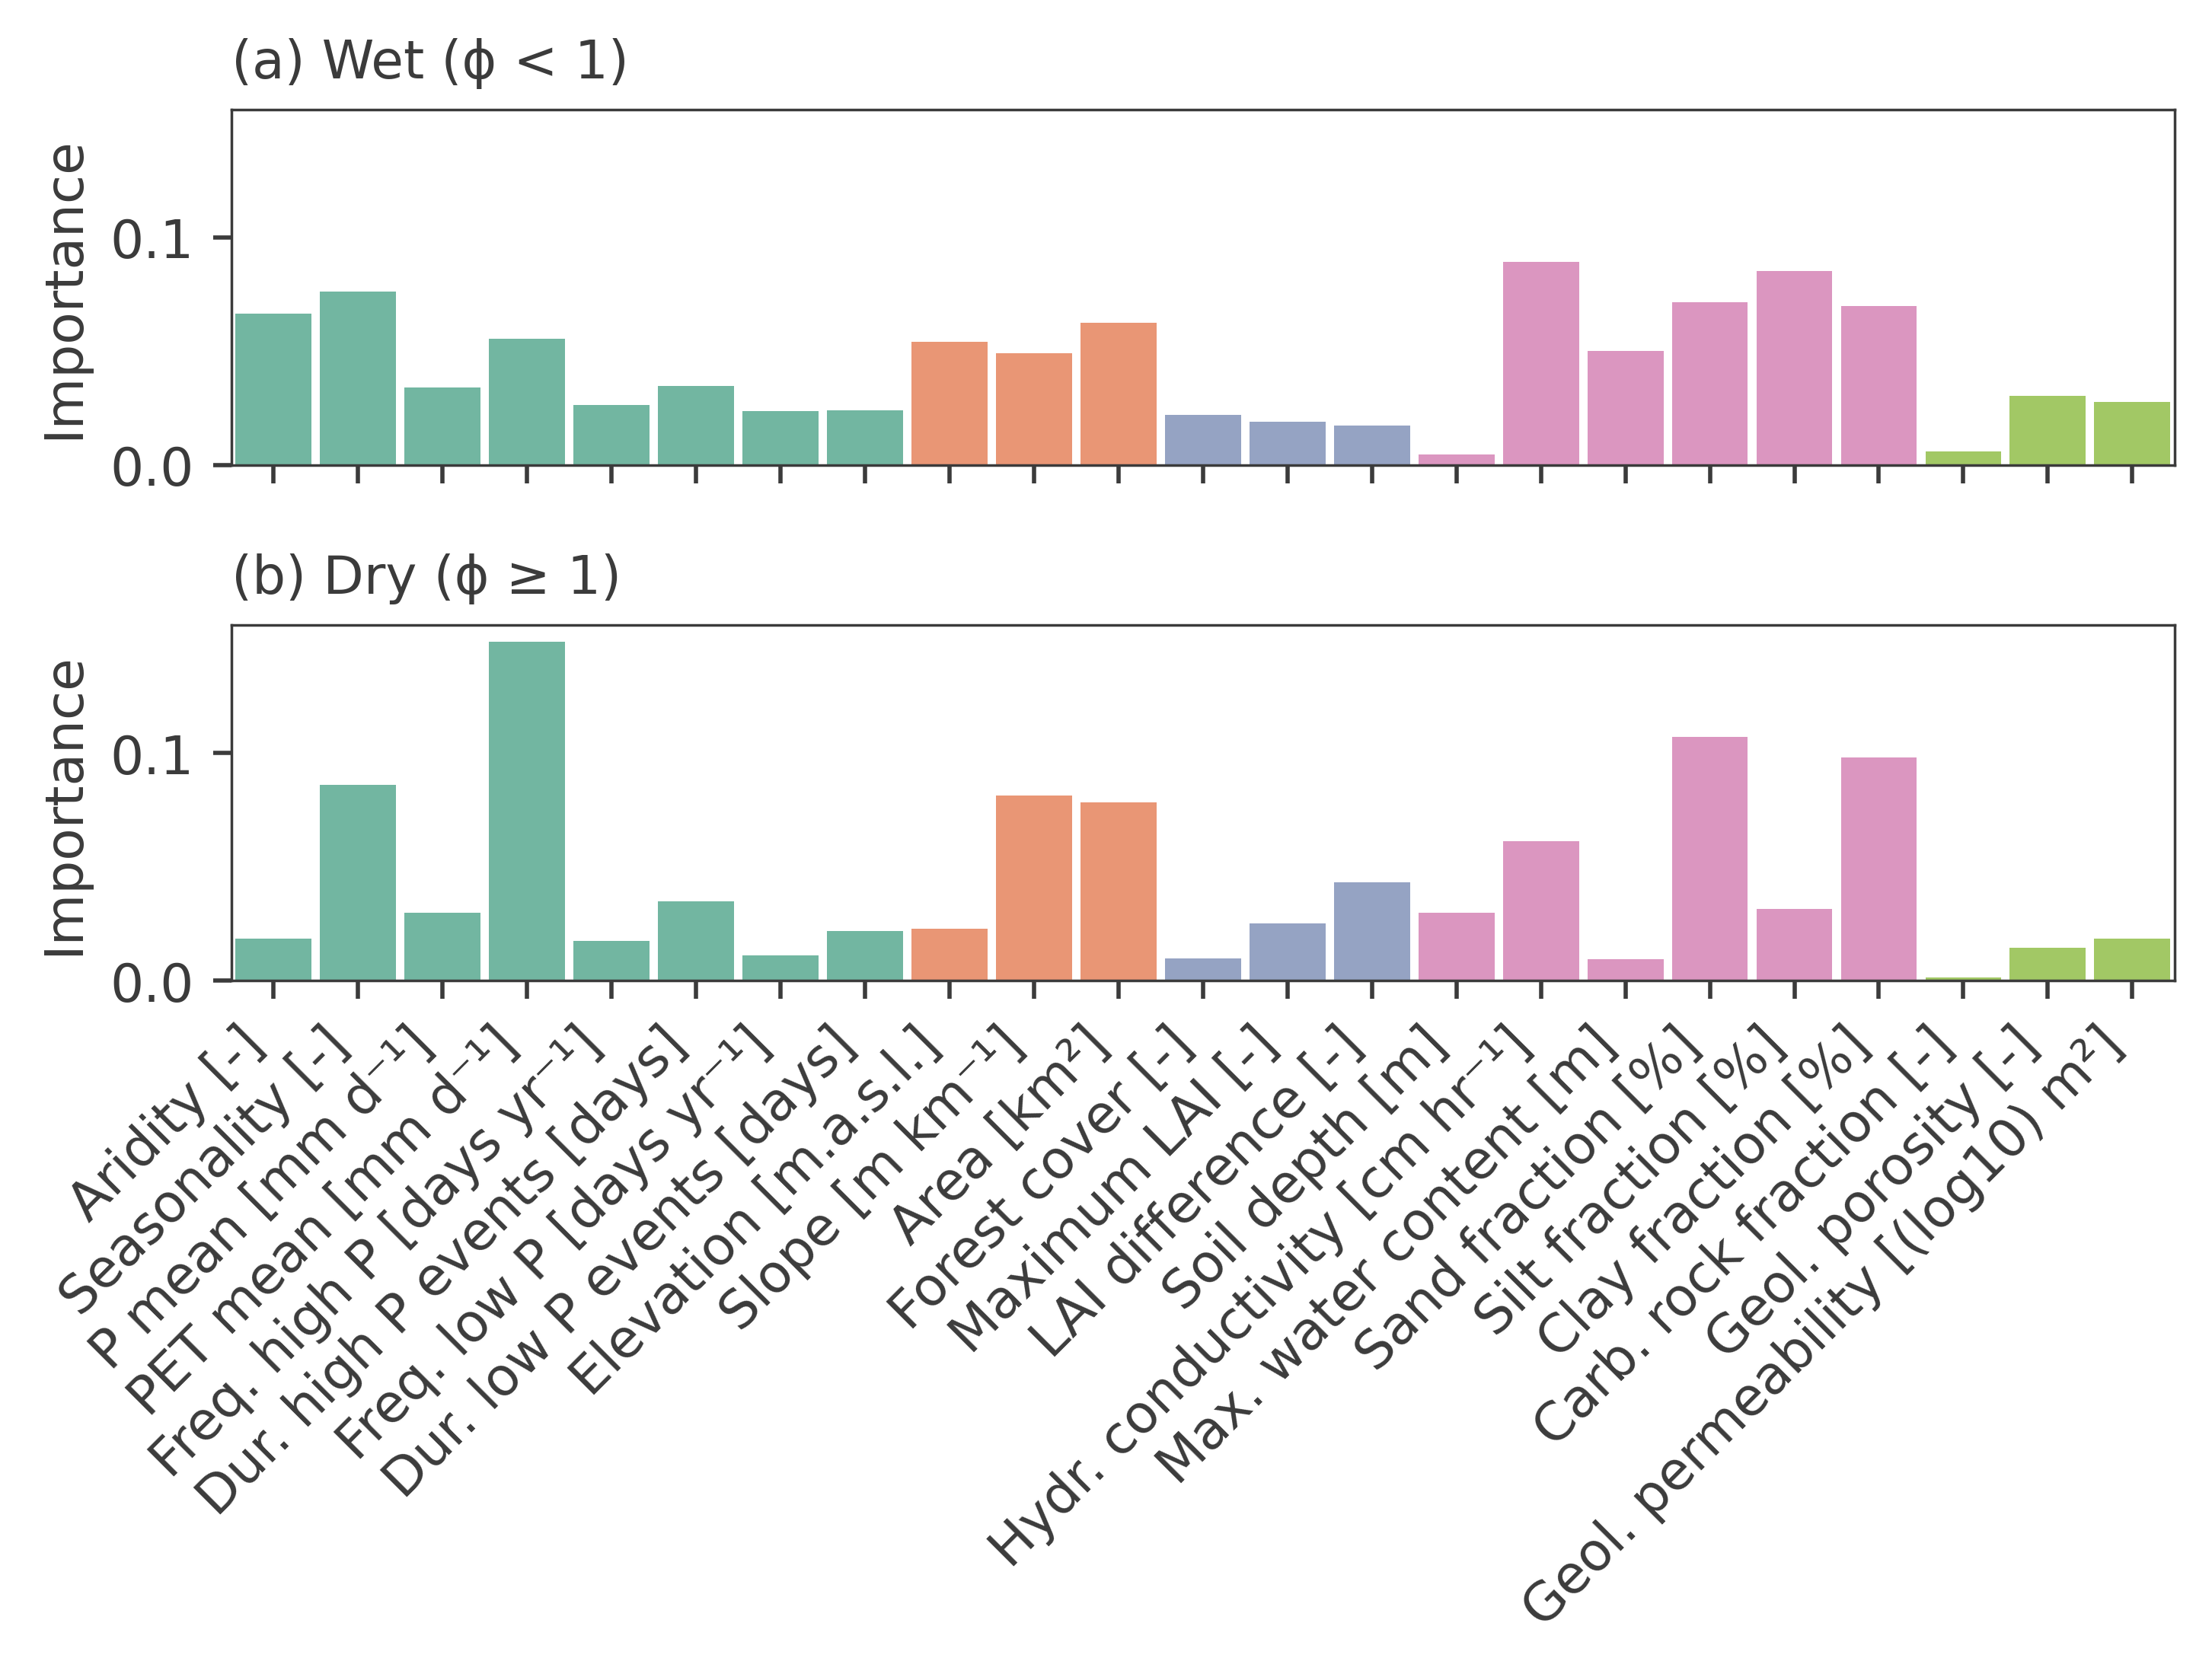 (a) Wet (ϕ < 1)
Importance
0.1
0.0
(b) Dry (ϕ ≥ 1)
Importance
0.1
0.0
Aridity [-]
Seasonality [-]
P mean [mm d⁻¹]
PET mean [mm d⁻¹]
Freq. high P [days yr⁻¹]
Dur. high P events [days]
Freq. low P [days yr⁻¹]
Dur. low P events [days]
Elevation [m.a.s.l.]
Slope [m km⁻¹]
Area [km²]
Forest cover [-]
Maximum LAI [-]
LAI difference [-]
Soil depth [m]
Hydr. conductivity [cm hr⁻¹]
Max. water content [m]
Sand fraction [%]
Silt fraction [%]
Clay fraction [%]
Carb. rock fraction [-]
Geol. porosity [-]
Geol. permeability [(log10) m²]